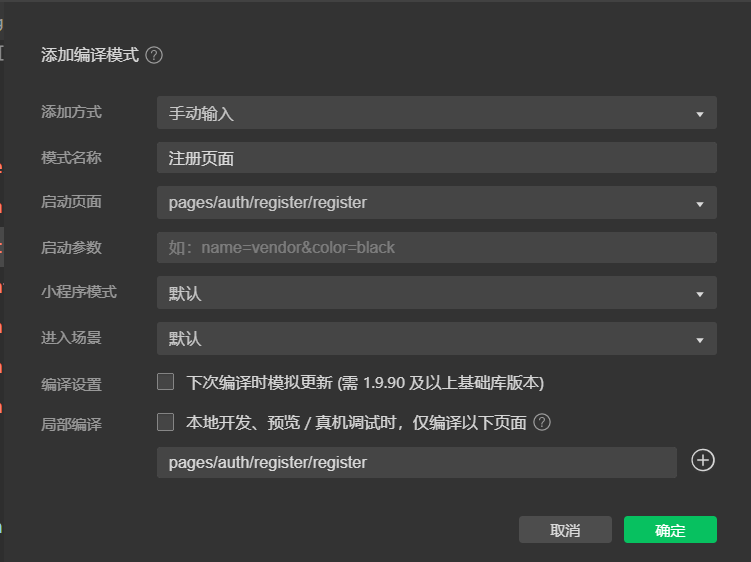 添加编译模式
添加方式 手动输入
模式名称 注册页面
启动页面 pages/auth/register/register
启动参数 如：name=vendor&color=black
小程序模式 默认
进入场景 默认
编译设置 下次编译时模拟更新 (需 1.9.90 及以上基础库版本)
局部编译 本地开发、预览 / 真机调试时，仅编译以下页面
pages/auth/register/register
取消 确定